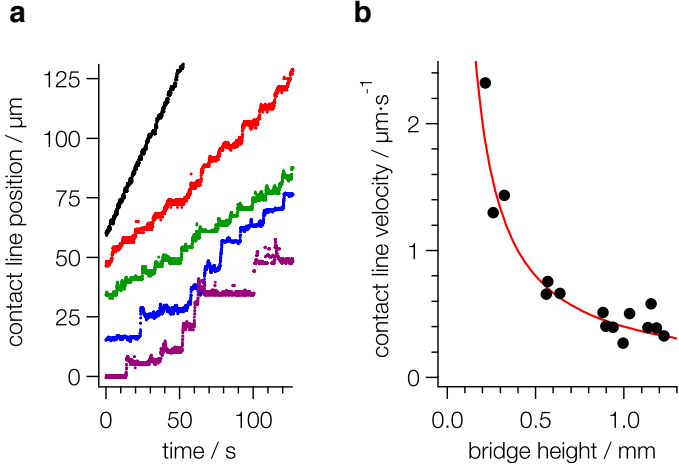 a
b
contact line position / µm
125
100
75
50
25
0
0
50
100
time / s
contact line velocity / µm·s⁻¹
2
1
0
0.0
0.5
1.0
bridge height / mm